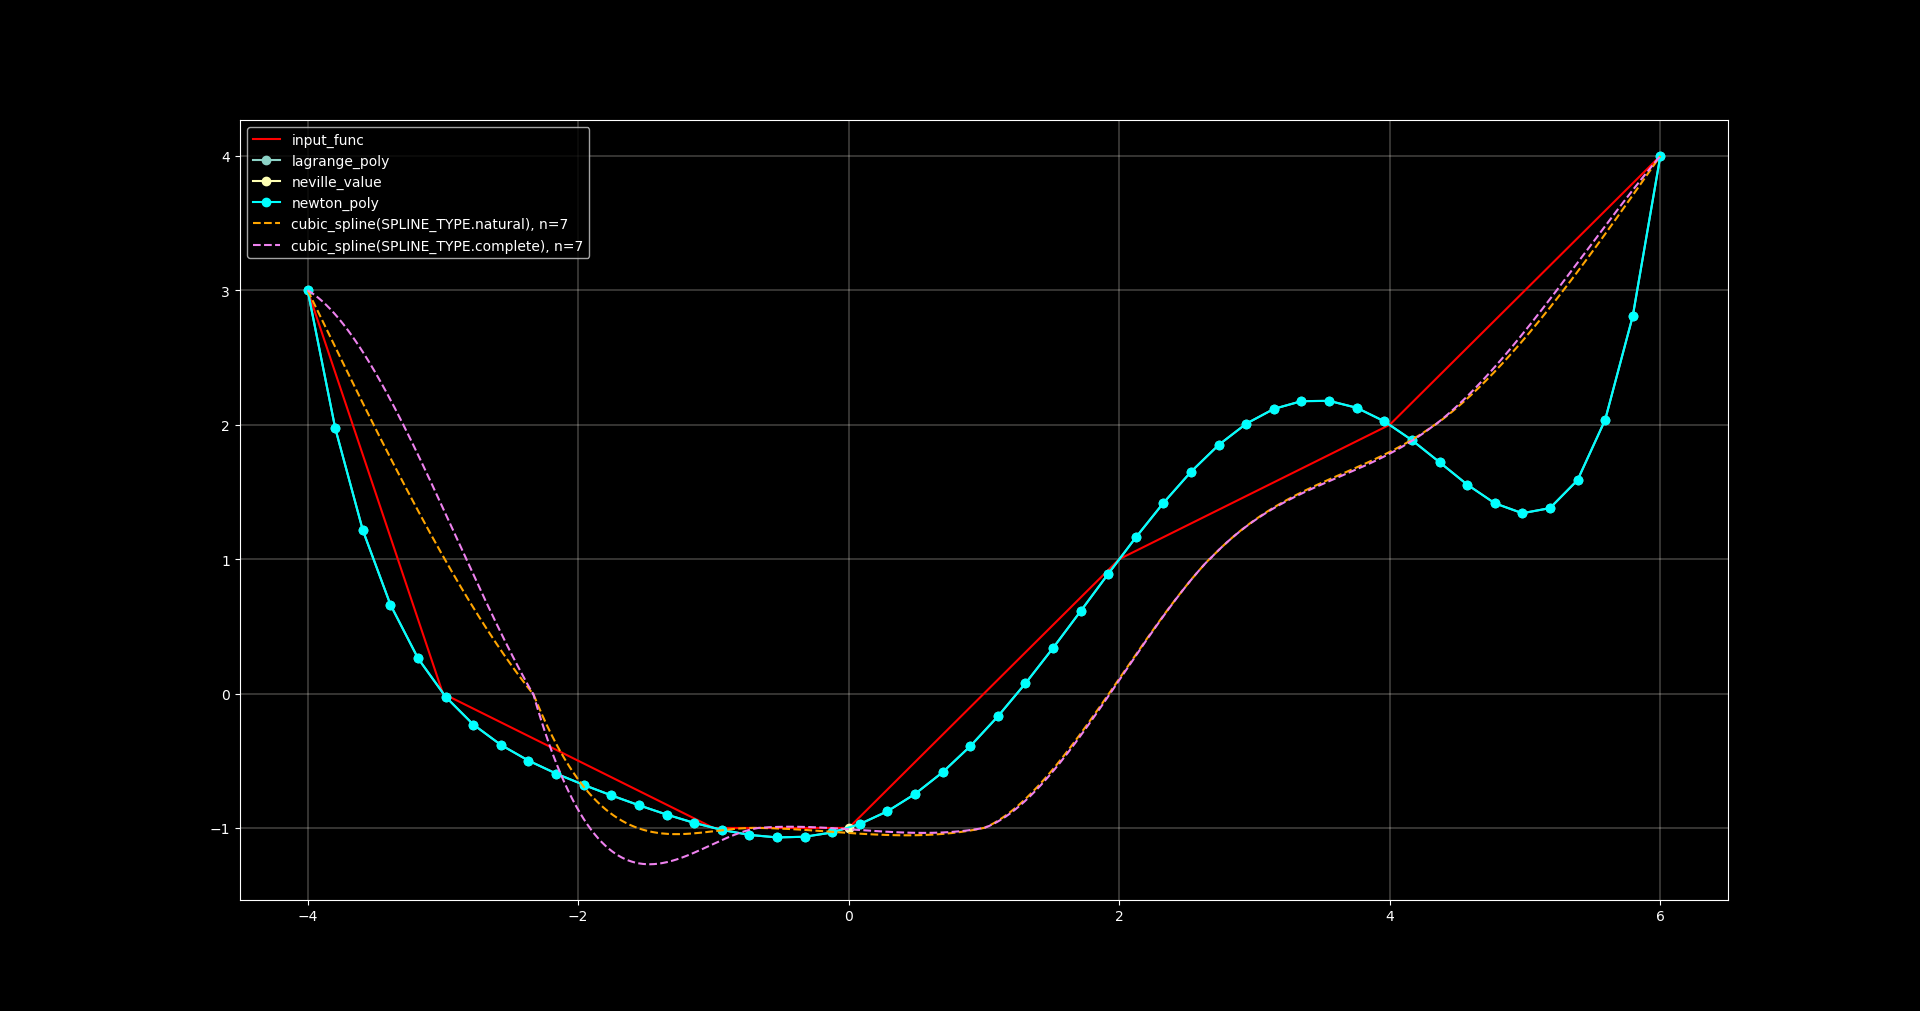 input_func
lagrange_poly
neville_value
newton_poly
cubic_spline(SPLINE_TYPE.natural), n=7
cubic_spline(SPLINE_TYPE.complete), n=7
4
3
2
1
0
−1
−4 −2 0 2 4 6